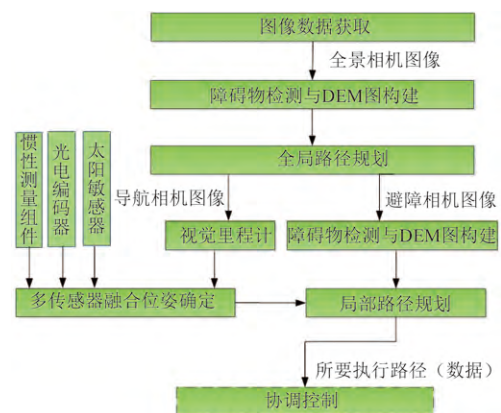 图像数据获取
全景相机图像
障碍物检测与DEM图构建
全局路径规划
惯性测量组件
光电编码器
太阳敏感器
导航相机图像
避障相机图像
视觉里程计
障碍物检测与DEM图构建
多传感器融合位姿确定
局部路径规划
所要执行路径（数据）
协调控制